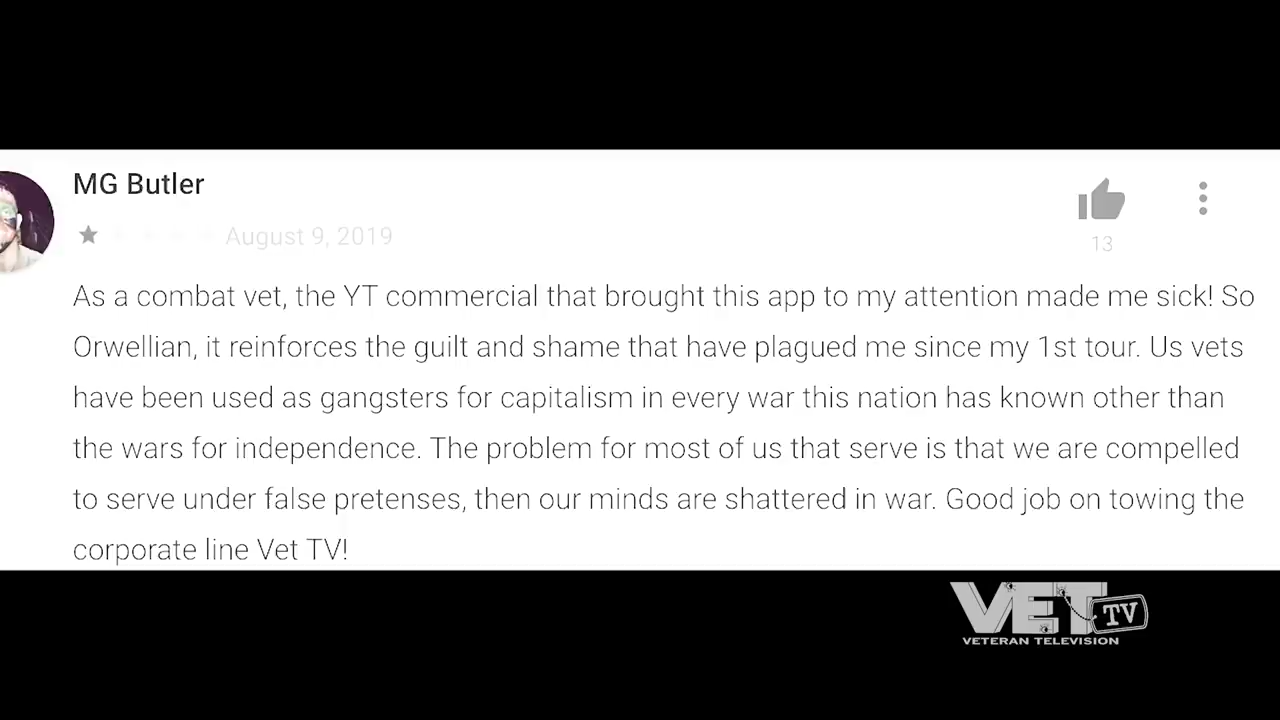 MG Butler
August 9, 2019
13
As a combat vet, the YT commercial that brought this app to my attention made me sick! So
Orwellian, it reinforces the guilt and shame that have plagued me since my 1st tour. Us vets
have been used as gangsters for capitalism in every war this nation has known other than
the wars for independence. The problem for most of us that serve is that we are compelled
to serve under false pretenses, then our minds are shattered in war. Good job on towing the
corporate line Vet TV!
VET TV
VETERAN TELEVISION